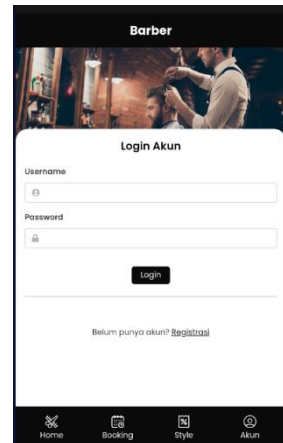 Barber
Login Akun
Username
Password
Login
Belum punya akun? Registrasi
Home Booking Style Akun